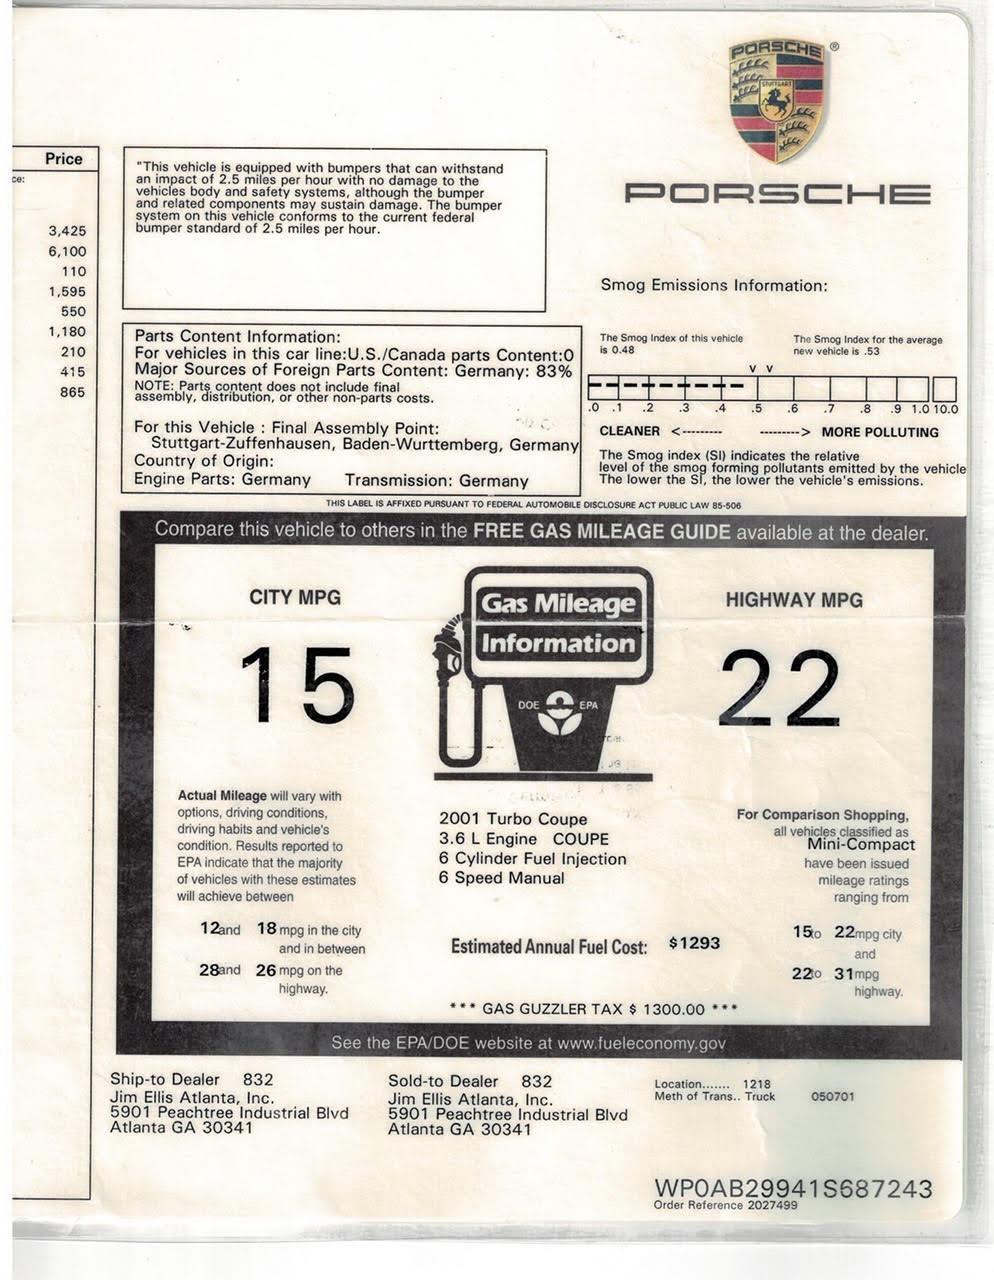 PORSCHE
STUTTGART
®
PORSCHE
Price
ce:
3,425
6,100
110
1,595
550
1,180
210
415
865
"This vehicle is equipped with bumpers that can withstand
an impact of 2.5 miles per hour with no damage to the
vehicles body and safety systems, although the bumper
and related components may sustain damage. The bumper
system on this vehicle conforms to the current federal
bumper standard of 2.5 miles per hour.
Smog Emissions Information:
The Smog Index of this vehicle
is 0.48
The Smog Index for the average
new vehicle is .53
v v
.0 .1 .2 .3 .4 .5 .6 .7 .8 .9 1.0 10.0
CLEANER <--------- ---------> MORE POLLUTING
The Smog index (SI) indicates the relative
level of the smog forming pollutants emitted by the vehicle
The lower the SI, the lower the vehicle's emissions.
Parts Content Information:
For vehicles in this car line:U.S./Canada parts Content:0
Major Sources of Foreign Parts Content: Germany: 83%
NOTE: Parts content does not include final
assembly, distribution, or other non-parts costs.
For this Vehicle : Final Assembly Point:
Stuttgart-Zuffenhausen, Baden-Wurttemberg, Germany
Country of Origin:
Engine Parts: Germany Transmission: Germany
THIS LABEL IS AFFIXED PURSUANT TO FEDERAL AUTOMOBILE DISCLOSURE ACT PUBLIC LAW 85-506
Compare this vehicle to others in the FREE GAS MILEAGE GUIDE available at the dealer.
CITY MPG
15
Gas Mileage
Information
DOE EPA
HIGHWAY MPG
22
Actual Mileage will vary with
options, driving conditions,
driving habits and vehicle's
condition. Results reported to
EPA indicate that the majority
of vehicles with these estimates
will achieve between
12and 18 mpg in the city
and in between
28and 26 mpg on the
highway.
2001 Turbo Coupe
3.6 L Engine COUPE
6 Cylinder Fuel Injection
6 Speed Manual
Estimated Annual Fuel Cost: $1293
*** GAS GUZZLER TAX $ 1300.00 ***
For Comparison Shopping,
all vehicles classified as
Mini-Compact
have been issued
mileage ratings
ranging from
15to 22mpg city
and
22to 31mpg
highway.
See the EPA/DOE website at www.fueleconomy.gov
Ship-to Dealer 832
Jim Ellis Atlanta, Inc.
5901 Peachtree Industrial Blvd
Atlanta GA 30341
Sold-to Dealer 832
Jim Ellis Atlanta, Inc.
5901 Peachtree Industrial Blvd
Atlanta GA 30341
Location....... 1218
Meth of Trans.. Truck 050701
WP0AB29941S687243
Order Reference 2027499